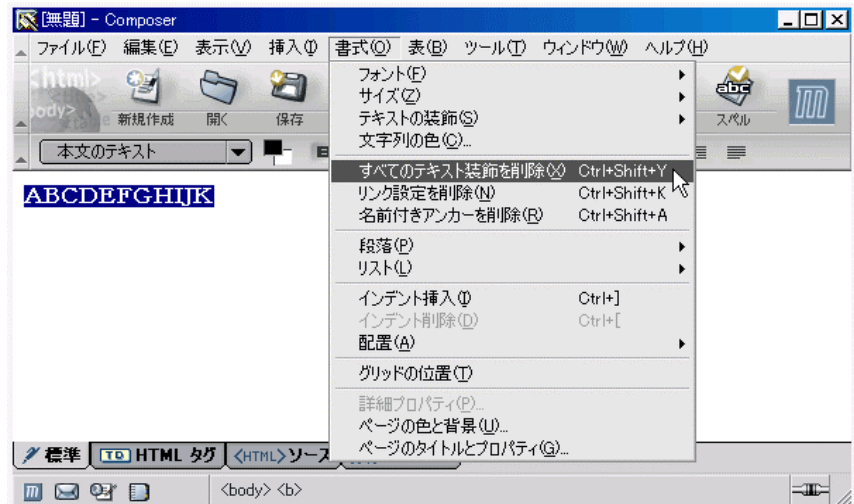 [無題] - Composer
ファイル(F) 編集(E) 表示(V) 挿入(I) 書式(O) 表(B) ツール(T) ウィンドウ(W) ヘルプ(H)
新規作成 開く 保存 スペル
本文のテキスト
フォント(F)
サイズ(Z)
テキストの装飾(S)
文字列の色(C)...
すべてのテキスト装飾を削除(X) Ctrl+Shift+Y
リンク設定を削除(N) Ctrl+Shift+K
名前付きアンカーを削除(R) Ctrl+Shift+A
段落(P)
リスト(L)
インデント挿入(I) Ctrl+]
インデント削除(D) Ctrl+[
配置(A)
グリッドの位置(T)
詳細プロパティ(P)...
ページの色と背景(U)...
ページのタイトルとプロパティ(G)...
ABCDEFGHIJK
標準 TD HTML タグ <HTML>ソース
<body> <b>